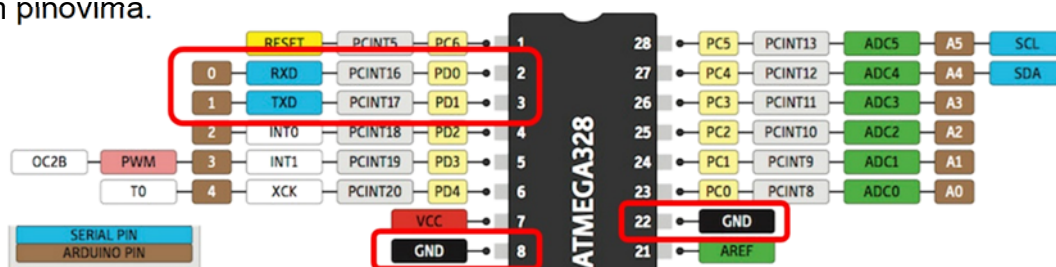 pinovima.
RESET PCINT5 PC6 1 28 PC5 PCINT13 ADC5 A5 SCL
0 RXD PCINT16 PD0 2 27 PC4 PCINT12 ADC4 A4 SDA
1 TXD PCINT17 PD1 3 26 PC3 PCINT11 ADC3 A3
2 INT0 PCINT18 PD2 4 25 PC2 PCINT10 ADC2 A2
OC2B PWM 3 INT1 PCINT19 PD3 5 24 PC1 PCINT9 ADC1 A1
T0 4 XCK PCINT20 PD4 6 23 PC0 PCINT8 ADC0 A0
VCC 7 22 GND
GND 8 21 AREF
ATMEGA328
SERIAL PIN
ARDUINO PIN